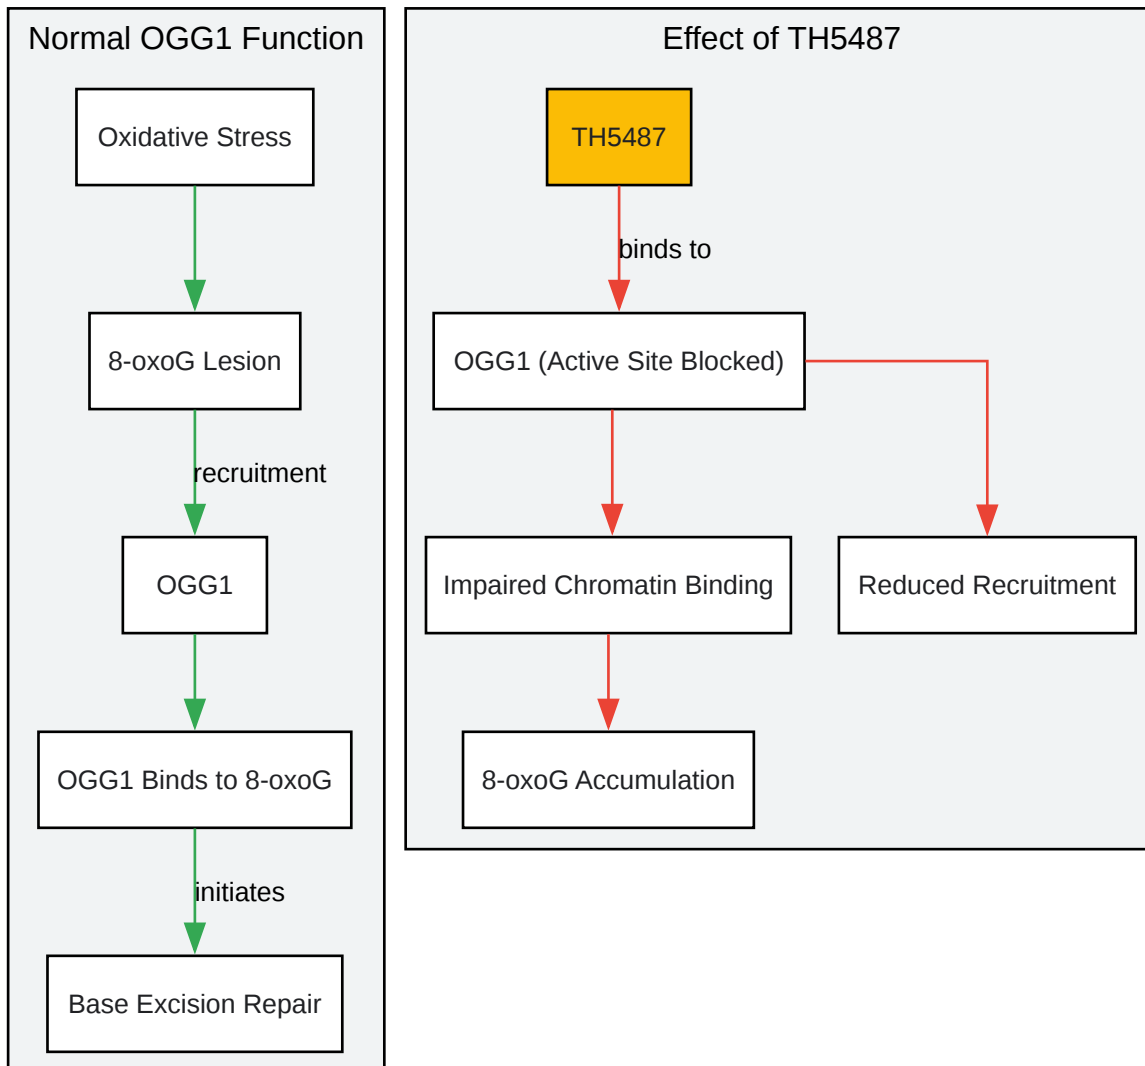 Normal OGG1 Function
Oxidative Stress
8-oxoG Lesion
recruitment
OGG1
OGG1 Binds to 8-oxoG
initiates
Base Excision Repair
Effect of TH5487
TH5487
binds to
OGG1 (Active Site Blocked)
Impaired Chromatin Binding
Reduced Recruitment
8-oxoG Accumulation